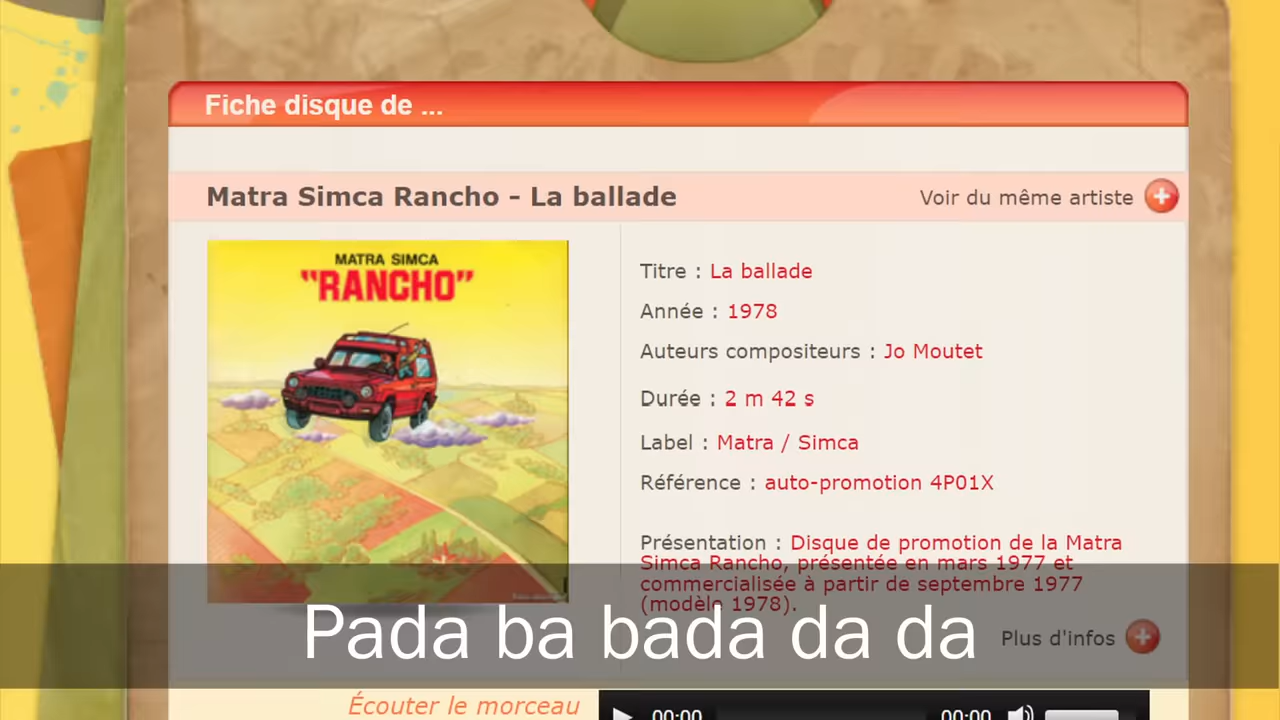 Fiche disque de ...
Matra Simca Rancho - La ballade
Voir du même artiste
MATRA SIMCA
"RANCHO"
Titre : La ballade
Année : 1978
Auteurs compositeurs : Jo Moutet
Durée : 2 m 42 s
Label : Matra / Simca
Référence : auto-promotion 4P01X
Présentation : Disque de promotion de la Matra
Simca Rancho, présentée en mars 1977 et
commercialisée à partir de septembre 1977
(modèle 1978).
Pada ba bada da da
Plus d'infos
Écouter le morceau
00:00
00:00